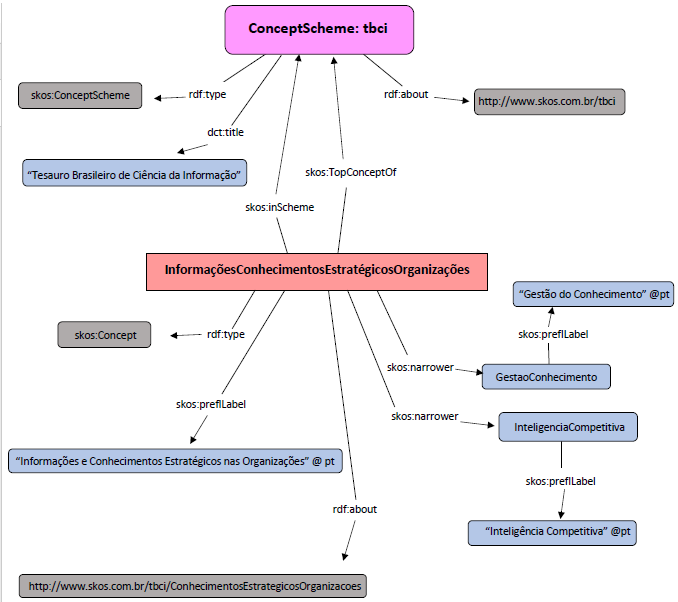 ConceptScheme: tbci
skos:ConceptScheme
rdf:type
rdf:about
http://www.skos.com.br/tbci
dct:title
“Tesauro Brasileiro de Ciência da Informação”
skos:TopConceptOf
skos:inScheme
InformaçõesConhecimentosEstratégicosOrganizações
“Gestão do Conhecimento” @pt
skos:Concept
rdf:type
skos:preflLabel
skos:narrower
GestaoConhecimento
skos:preflLabel
skos:narrower
InteligenciaCompetitiva
“Informações e Conhecimentos Estratégicos nas Organizações” @ pt
skos:preflLabel
rdf:about
“Inteligência Competitiva” @pt
http://www.skos.com.br/tbci/ConhecimentosEstrategicosOrganizacoes